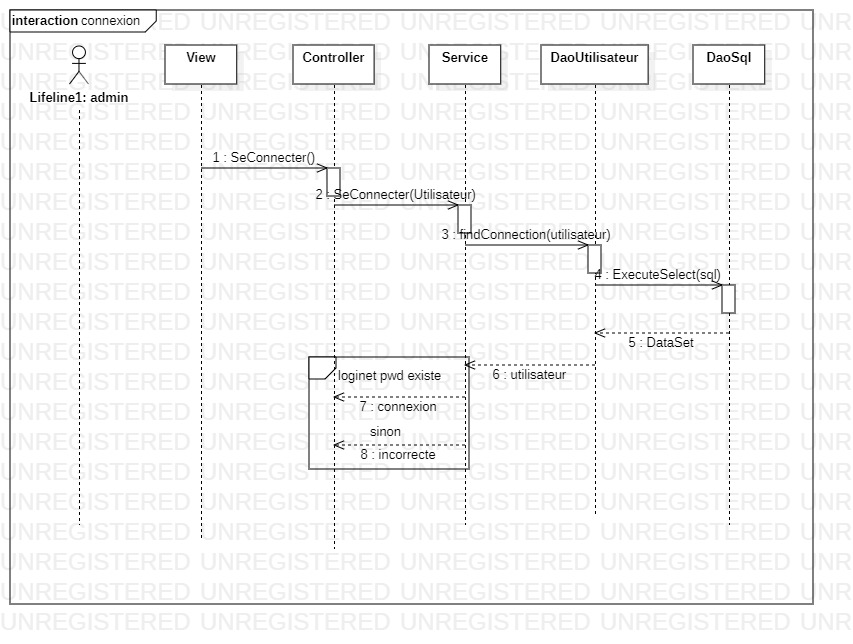 interaction connexion
View
Controller
Service
DaoUtilisateur
DaoSql
Lifeline1: admin
1 : SeConnecter()
2 : SeConnecter(Utilisateur)
3 : findConnection(utilisateur)
4 : ExecuteSelect(sql)
5 : DataSet
6 : utilisateur
loginet pwd existe
7 : connexion
sinon
8 : incorrecte
UNREGISTERED UNREGISTERED UNREGISTERED UNREGISTERED UNR